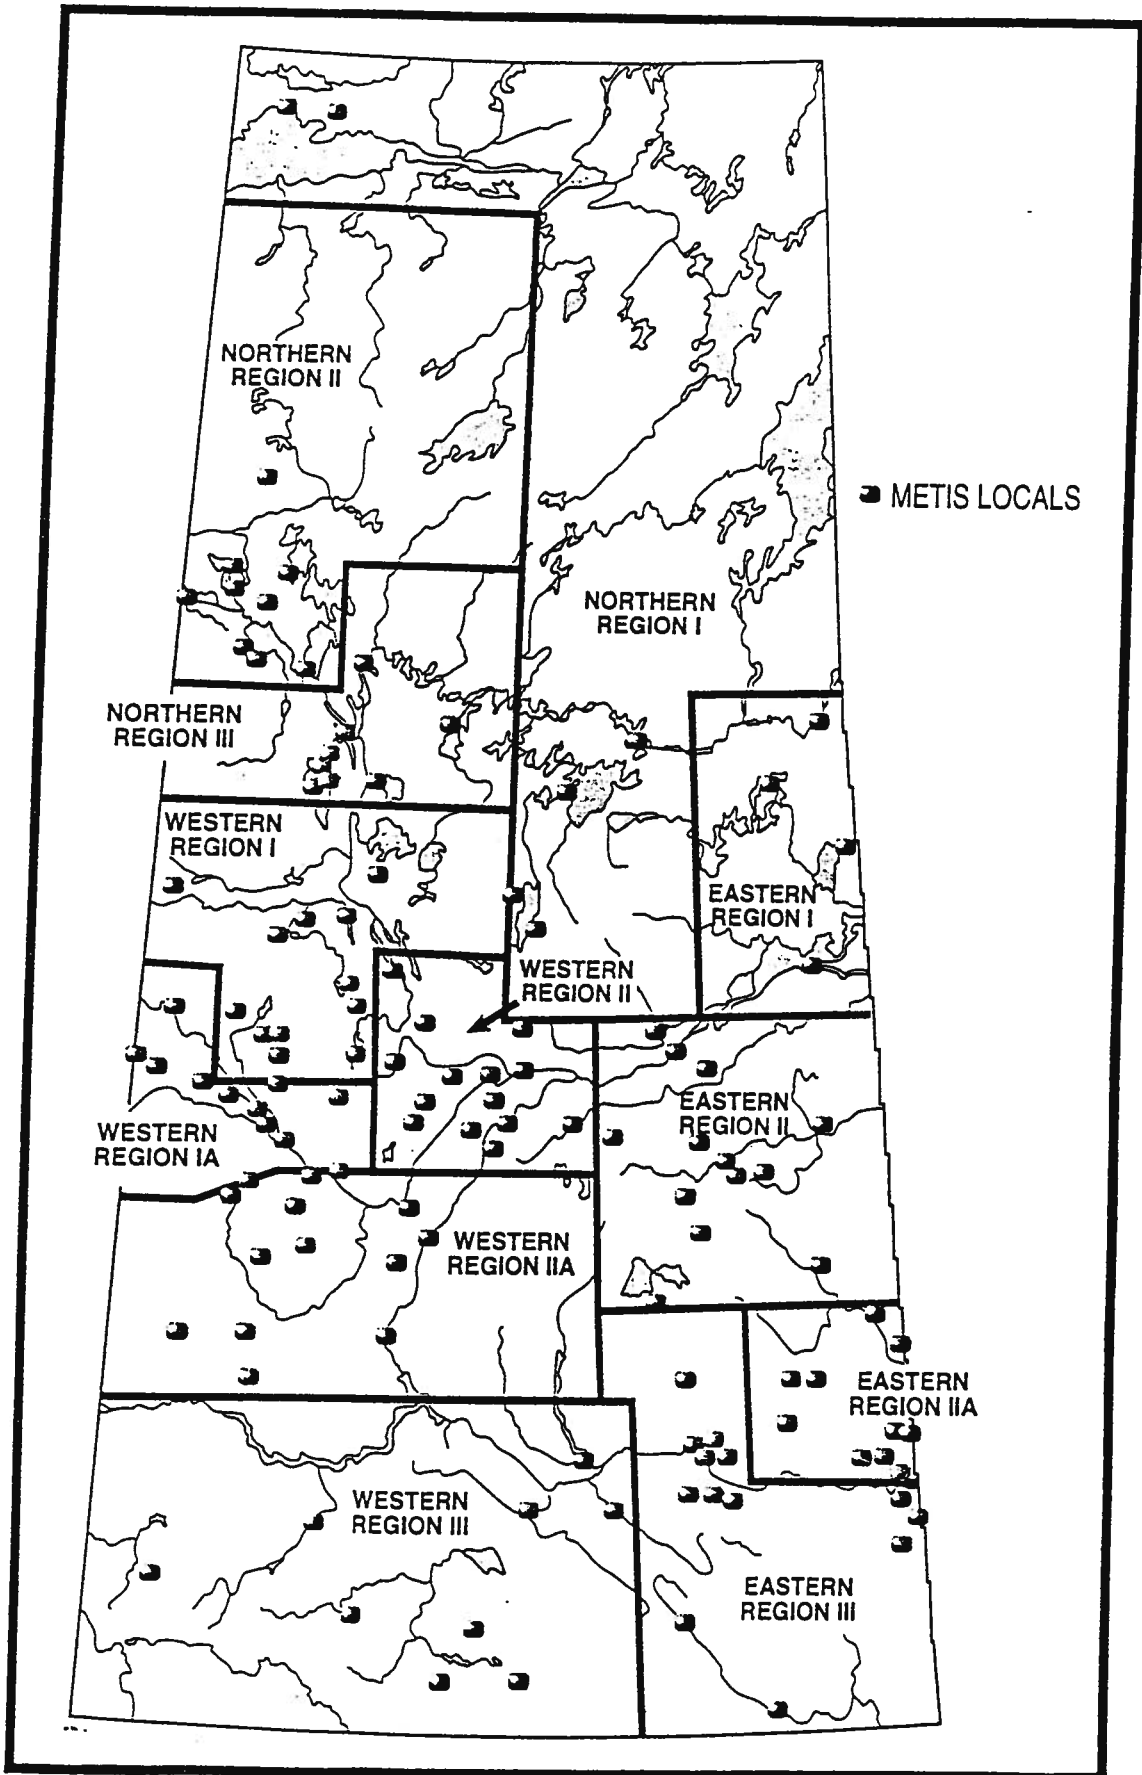 NORTHERN
REGION II
METIS LOCALS
NORTHERN
REGION I
NORTHERN
REGION III
WESTERN
REGION I
EASTERN
REGION I
WESTERN
REGION II
EASTERN
REGION II
WESTERN
REGION IA
WESTERN
REGION IIA
EASTERN
REGION IIA
WESTERN
REGION III
EASTERN
REGION III